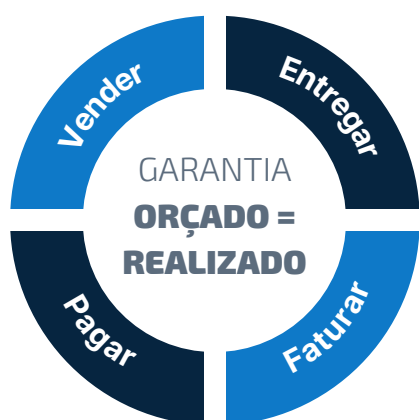 Vender
Entregar
GARANTIA
ORÇADO =
REALIZADO
Pagar
Faturar